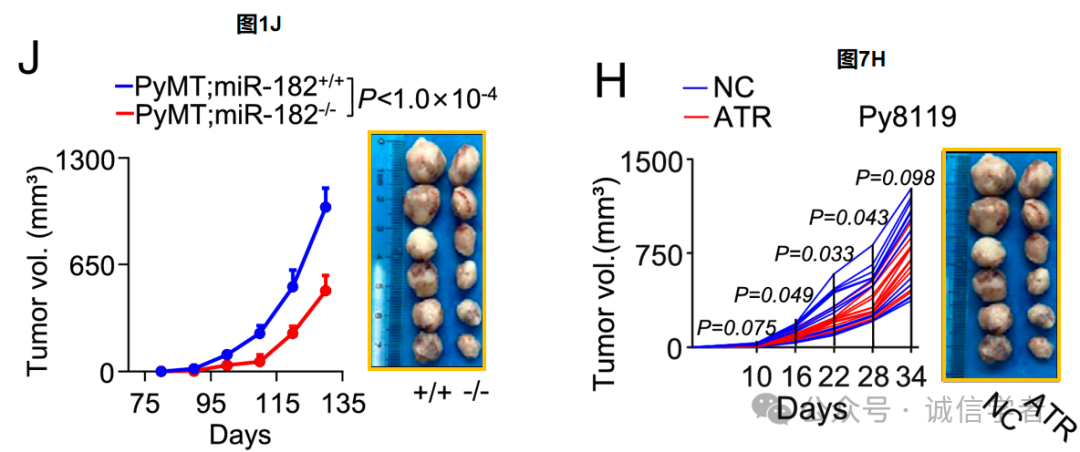 图1J
J
PyMT;miR-182+/+
PyMT;miR-182-/-
P<1.0×10-4
1300
650
0
Tumor vol. (mm³)
75 95 115 135
Days
+/+ -/-
图7H
H
NC
ATR
Py8119
1500
750
0
Tumor vol.(mm³)
P=0.098
P=0.043
P=0.033
P=0.049
P=0.075
10 16 22 28 34
Days
NC ATR
公众号 · 诚信学者